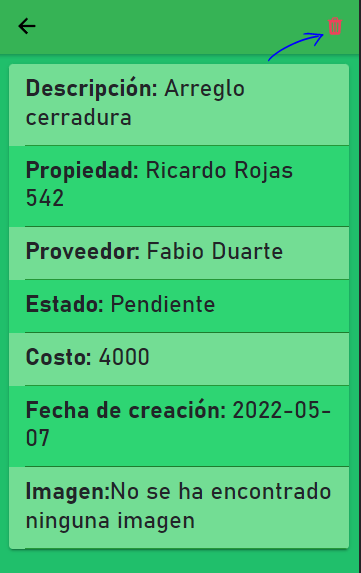 Descripción: Arreglo
cerradura
Propiedad: Ricardo Rojas
542
Proveedor: Fabio Duarte
Estado: Pendiente
Costo: 4000
Fecha de creación: 2022-05-
07
Imagen:No se ha encontrado
ninguna imagen